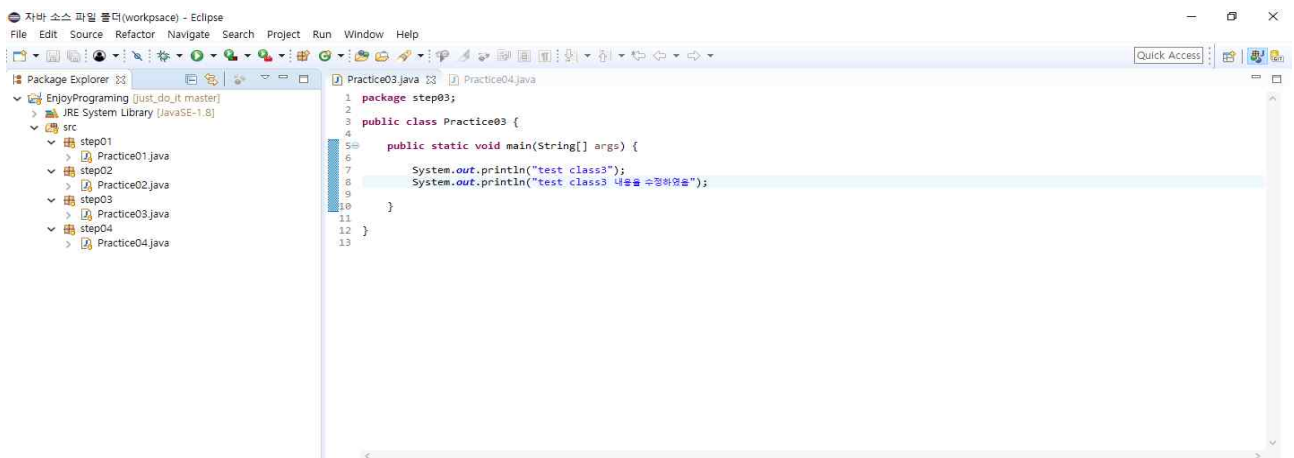 자바 소스 파일 폴더(workpsace) - Eclipse
File Edit Source Refactor Navigate Search Project Run Window Help
Quick Access
Package Explorer
Practice03.java Practice04.java
EnjoyPrograming [just_do_it master]
JRE System Library [JavaSE-1.8]
src
step01
Practice01.java
step02
Practice02.java
step03
Practice03.java
step04
Practice04.java
1 package step03;
2
3 public class Practice03 {
4
5 public static void main(String[] args) {
6
7 System.out.println("test class3");
8 System.out.println("test class3 내용을 수정하였음");
9
10 }
11
12 }
13